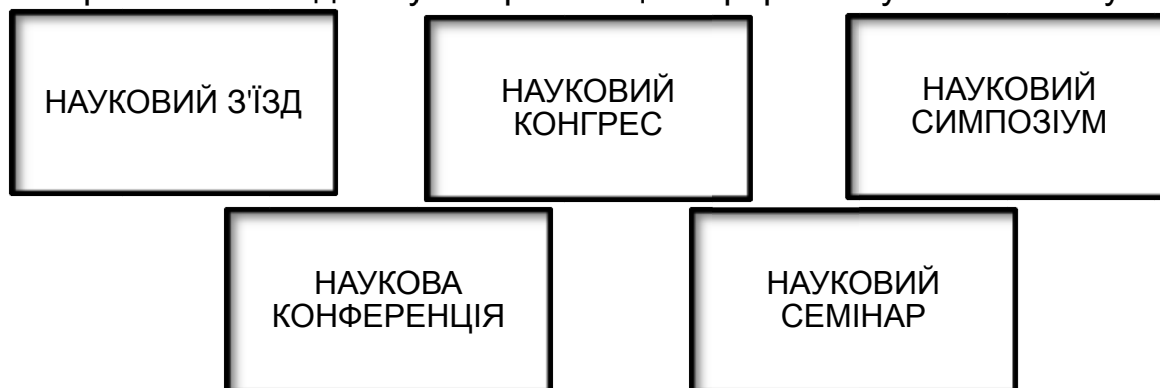 НАУКОВИЙ З'ЇЗД
НАУКОВИЙ
КОНГРЕС
НАУКОВИЙ
СИМПОЗІУМ
НАУКОВА
КОНФЕРЕНЦІЯ
НАУКОВИЙ
СЕМІНАР